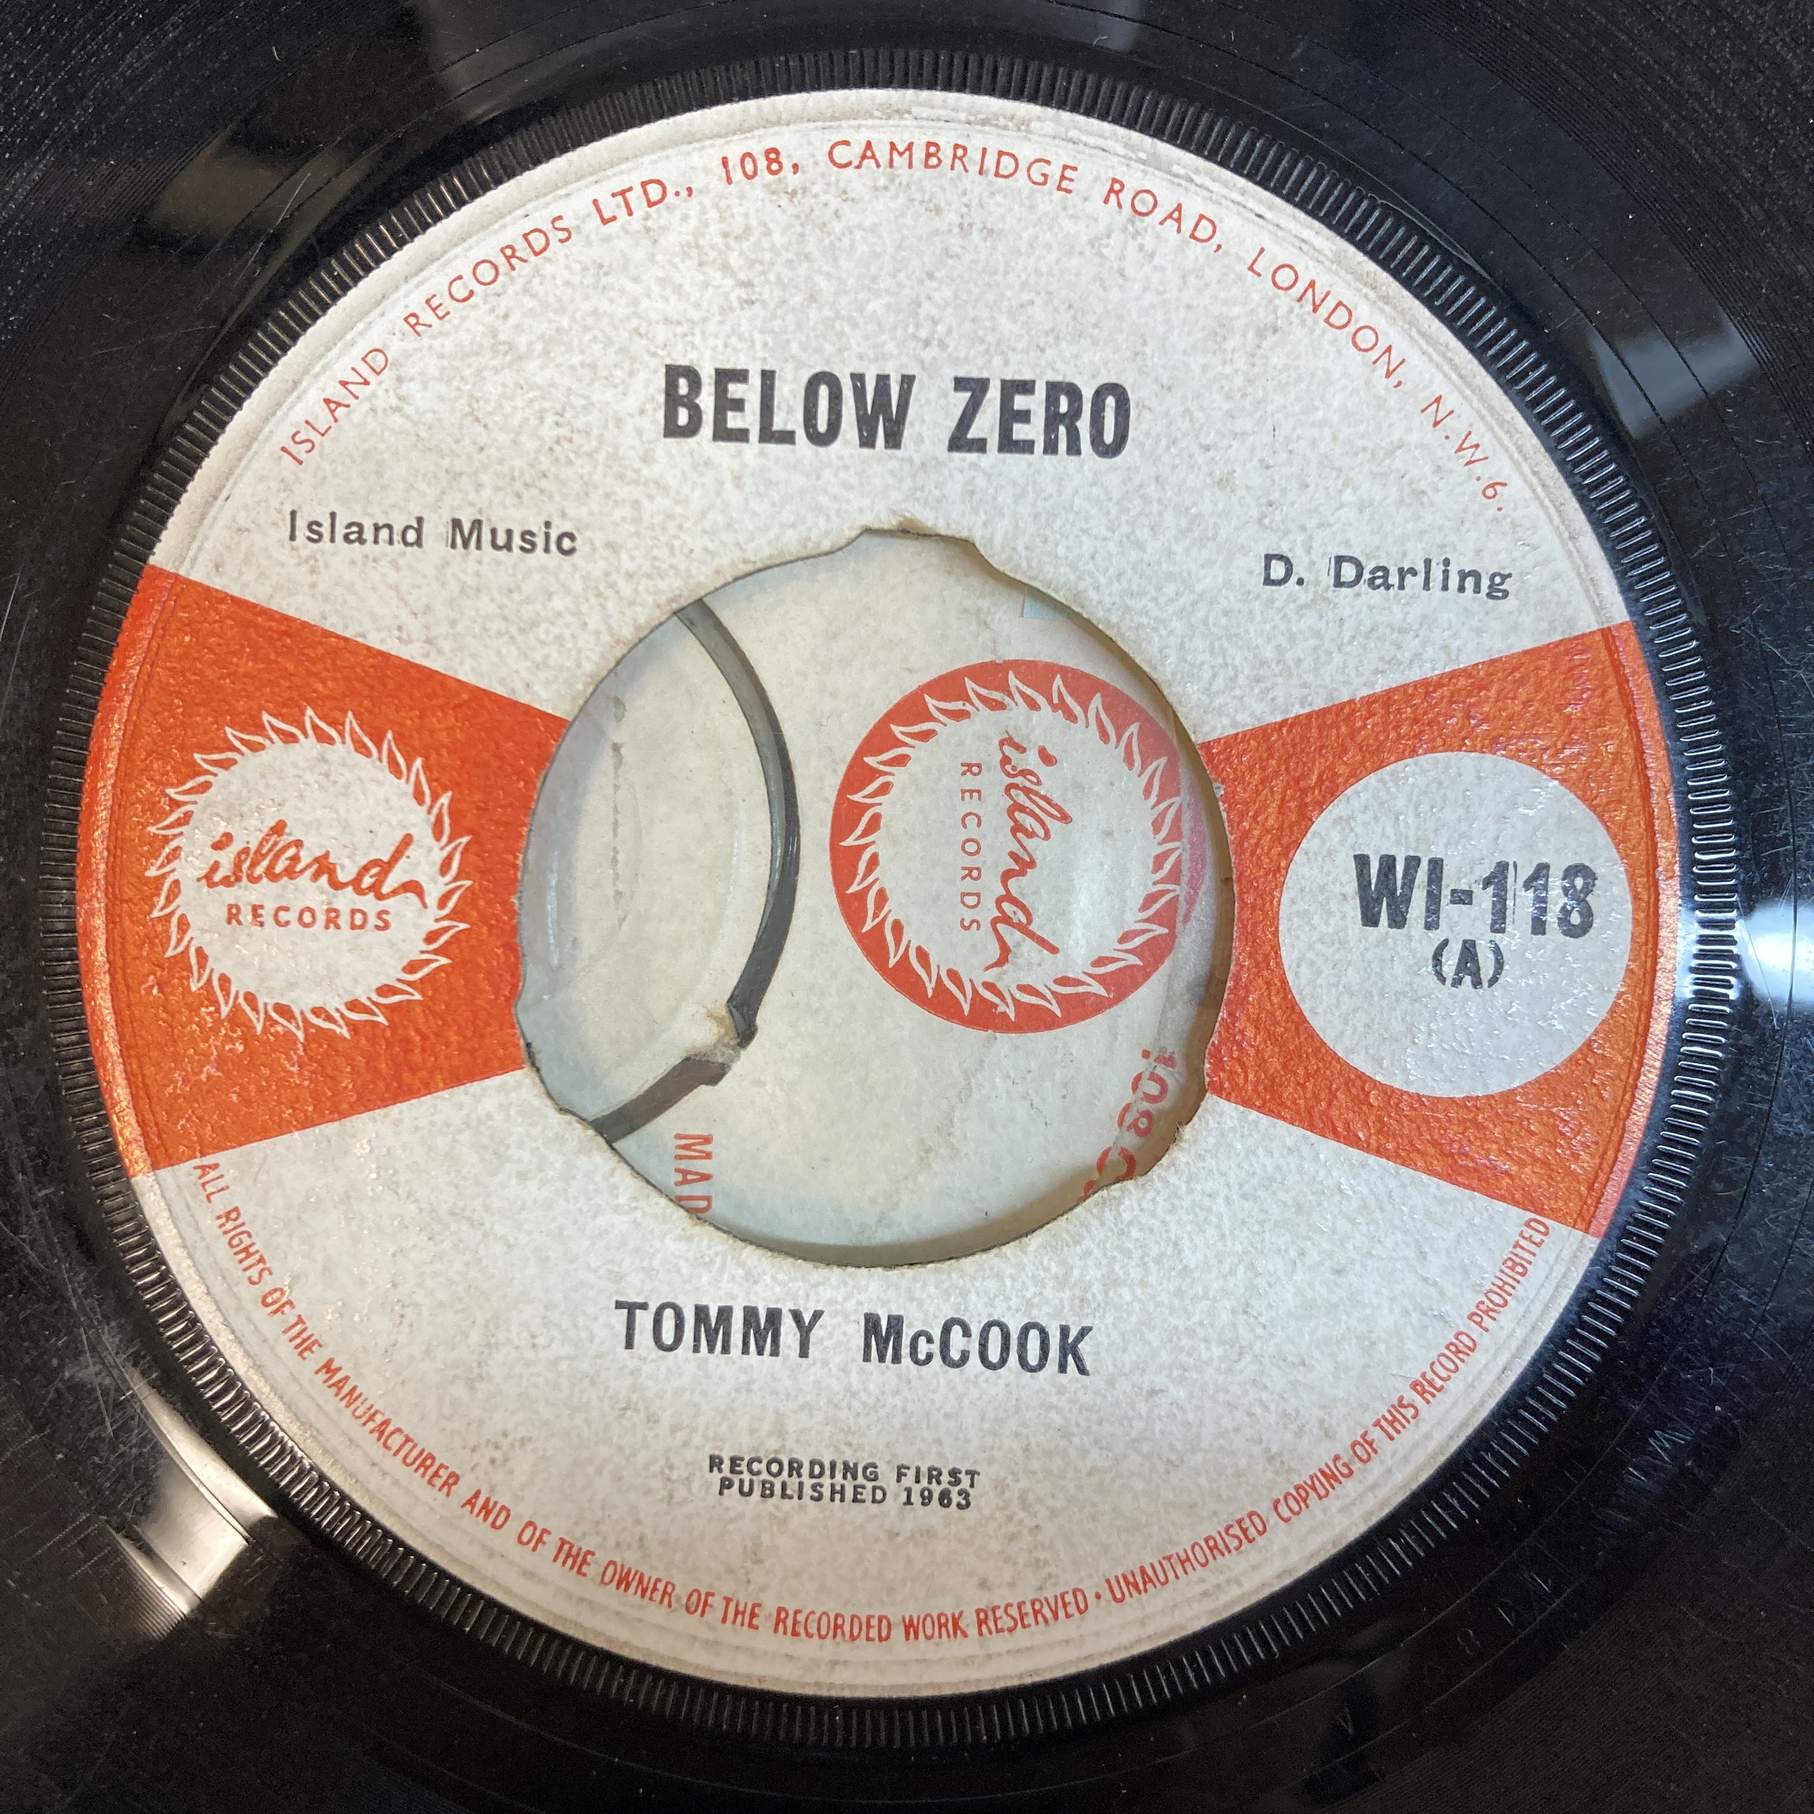 ISLAND RECORDS LTD., 108, CAMBRIDGE ROAD, LONDON, N.W.6.
BELOW ZERO
Island Music
D. Darling
island
RECORDS
island
RECORDS
WI-118
(A)
108
MAD
TOMMY McCOOK
RECORDING FIRST
PUBLISHED 1963
ALL RIGHTS OF THE MANUFACTURER AND OF THE OWNER OF THE RECORDED WORK RESERVED • UNAUTHORISED COPYING OF THIS RECORD PROHIBITED